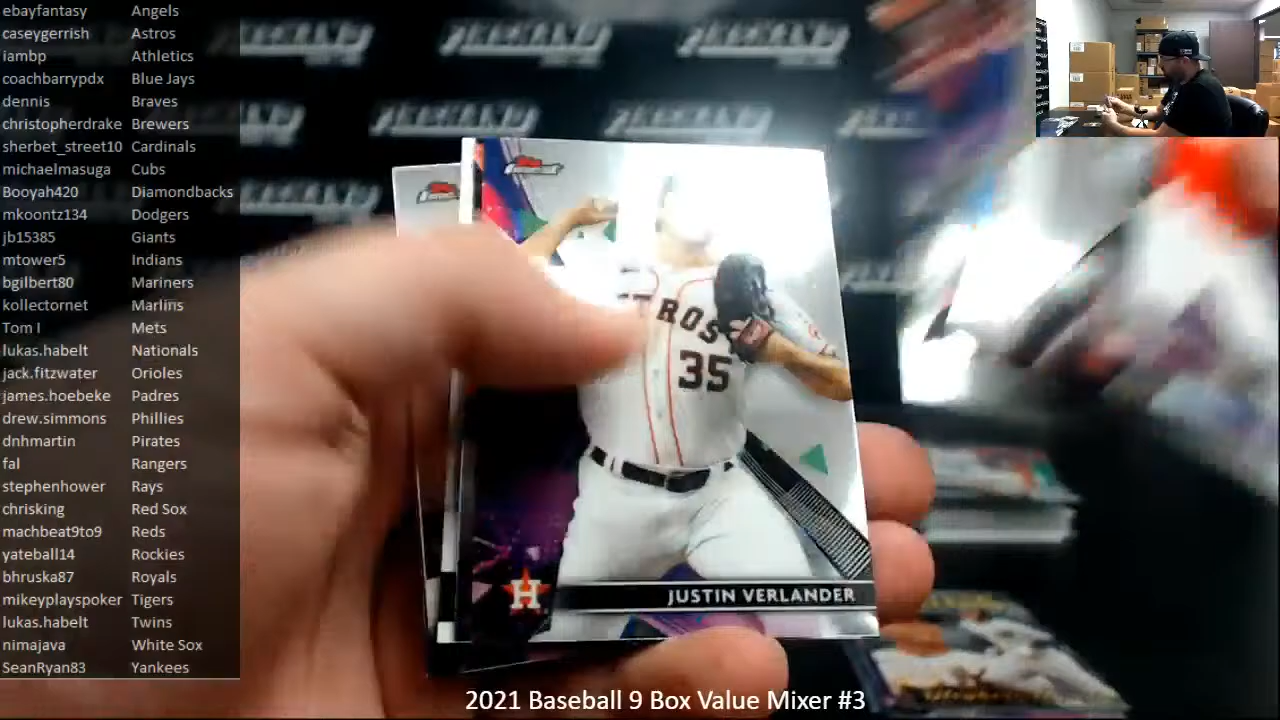 ebayfantasy Angels
caseygerrish Astros
iambp Athletics
coachbarrypdx Blue Jays
dennis Braves
christopherdrake Brewers
sherbet_street10 Cardinals
michaelmasuga Cubs
Booyah420 Diamondbacks
mkoontz134 Dodgers
jb15385 Giants
mtower5 Indians
bgilbert80 Mariners
kollectornet Marlins
Tom I Mets
lukas.habelt Nationals
jack.fitzwater Orioles
james.hoebeke Padres
drew.simmons Phillies
dnhmartin Pirates
fal Rangers
stephenhower Rays
chrisking Red Sox
machbeat9to9 Reds
yateball14 Rockies
bhruska87 Royals
mikeyplayspoker Tigers
lukas.habelt Twins
nimajava White Sox
SeanRyan83 Yankees
35
H
JUSTIN VERLANDER
2021 Baseball 9 Box Value Mixer #3